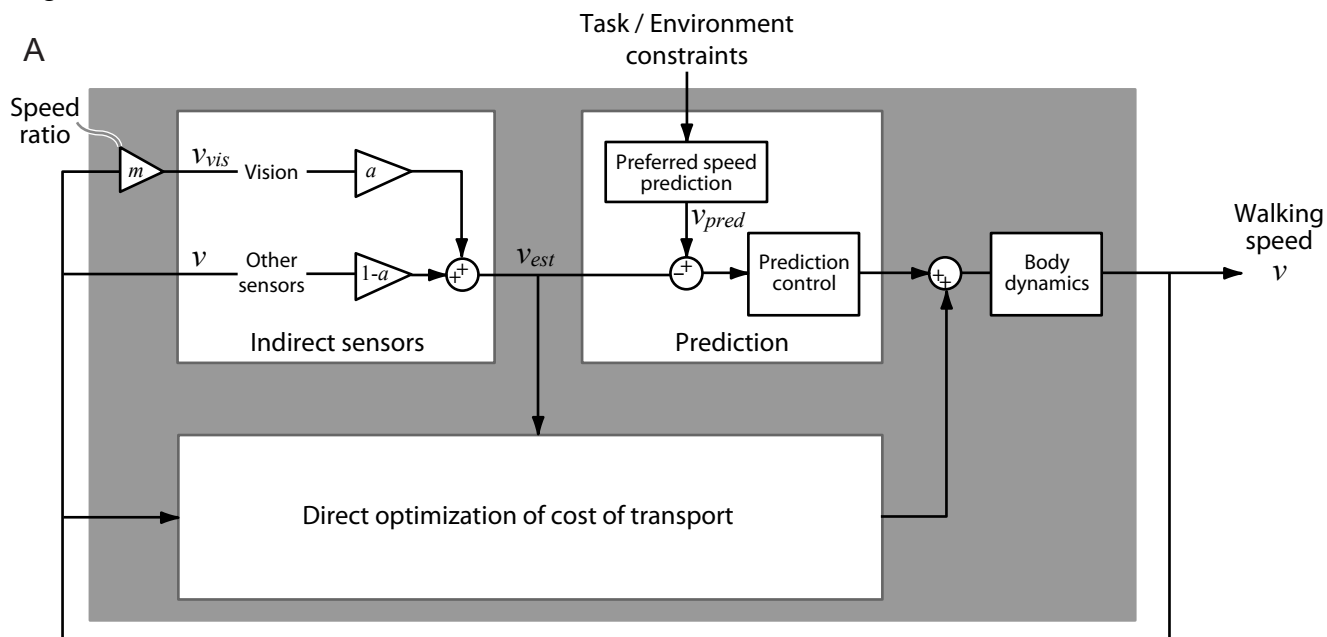 A
Task / Environment
constraints
Speed
ratio
m
v_vis
Vision
a
v
Other
sensors
1-a
+
+
v_est
Indirect sensors
Preferred speed
prediction
v_pred
-
+
Prediction
control
Prediction
+
+
Body
dynamics
Walking
speed
v
Direct optimization of cost of transport